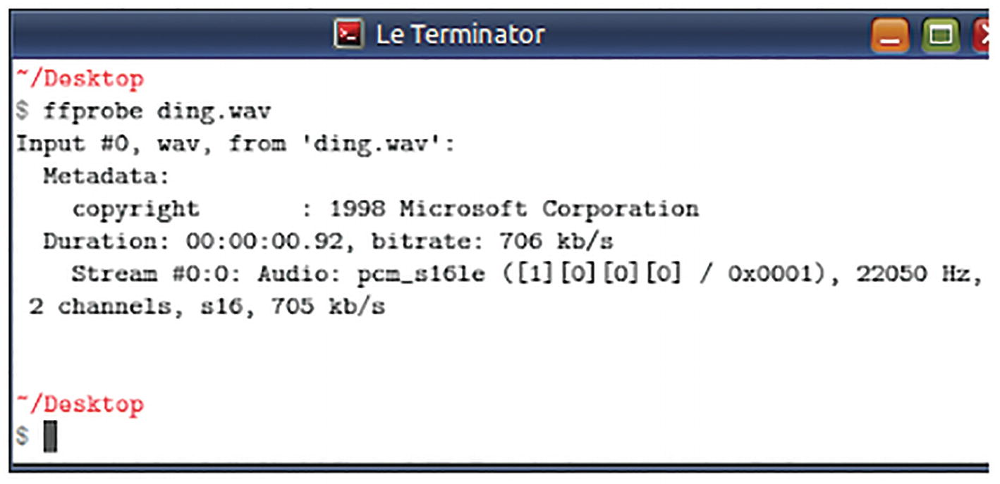 Le Terminator
~/Desktop
$ ffprobe ding.wav
Input #0, wav, from 'ding.wav':
  Metadata:
    copyright       : 1998 Microsoft Corporation
  Duration: 00:00:00.92, bitrate: 706 kb/s
    Stream #0:0: Audio: pcm_s16le ([1][0][0][0] / 0x0001), 22050 Hz,
 2 channels, s16, 705 kb/s
~/Desktop
$